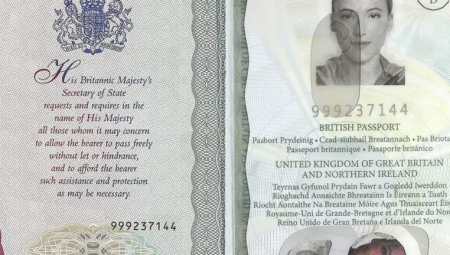 His Britannic Majesty's
Secretary of State
requests and requires in the
name of His Majesty
all those whom it may concern
to allow the bearer to pass freely
without let or hindrance,
and to afford the bearer
such assistance and protection
as may be necessary.
999237144
999237144
BRITISH PASSPORT
Pasbort Prydeinig • Cead-siubhail Breatannach • Pas Briota
Passeport britannique • Pasaporte británico
UNITED KINGDOM OF GREAT BRITAIN
AND NORTHERN IRELAND
Teyrnas Gyfunol Prydain Fawr a Gogledd Iwerddon
Ríoghachd Aonaichte Bhreatainn Is Èireann a Tuath
Ríocht Aontaithe Na Breataine Móire Agus Thuaisceart Éi
Royaume-Uni de Grande-Bretagne et d'Irlande du Nor
Reino Unido de Gran Bretaña e Irlanda del Norte